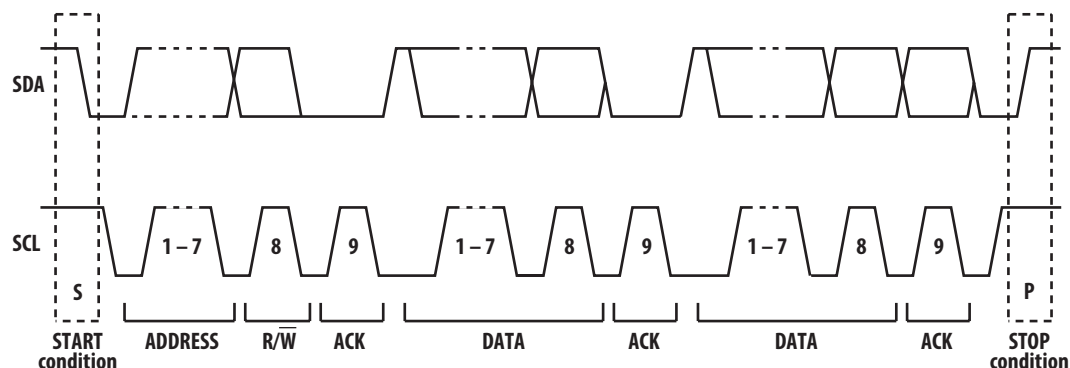 SDA
SCL
1 – 7 8 9 1 – 7 8 9 1 – 7 8 9
S P
START condition ADDRESS R/W̅ ACK DATA ACK DATA ACK STOP condition